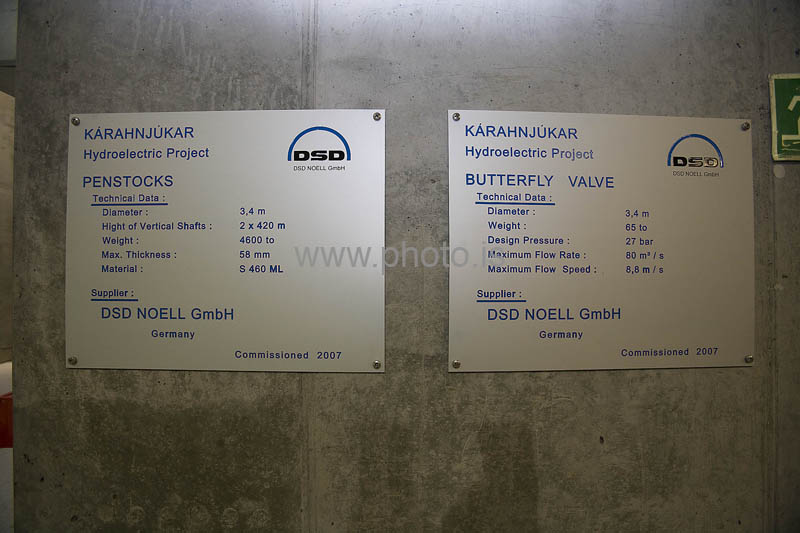 KÁRAHNJÚKAR
Hydroelectric Project
DSD
DSD NOELL GmbH
PENSTOCKS
Technical Data :
Diameter : 3,4 m
Hight of Vertical Shafts : 2 x 420 m
Weight : 4600 to
Max. Thickness : 58 mm
Material : S 460 ML
Supplier :
DSD NOELL GmbH
Germany
Commissioned 2007
KÁRAHNJÚKAR
Hydroelectric Project
DSD
DSD NOELL GmbH
BUTTERFLY VALVE
Technical Data :
Diameter : 3,4 m
Weight : 65 to
Design Pressure : 27 bar
Maximum Flow Rate : 80 m³ / s
Maximum Flow Speed : 8,8 m / s
Supplier :
DSD NOELL GmbH
Germany
Commissioned 2007
www.photo.is